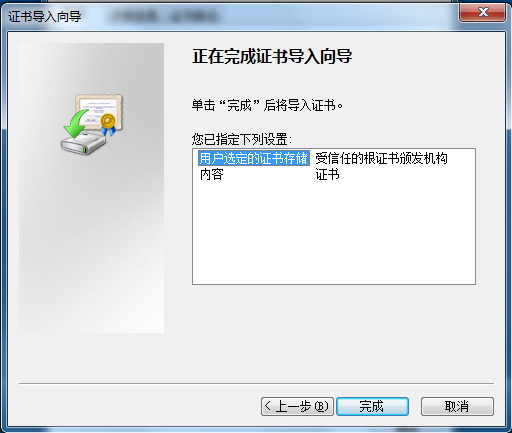 证书导入向导
正在完成证书导入向导
单击“完成”后将导入证书。
您已指定下列设置:
用户选定的证书存储 受信任的根证书颁发机构
内容 证书
< 上一步(B) 完成 取消